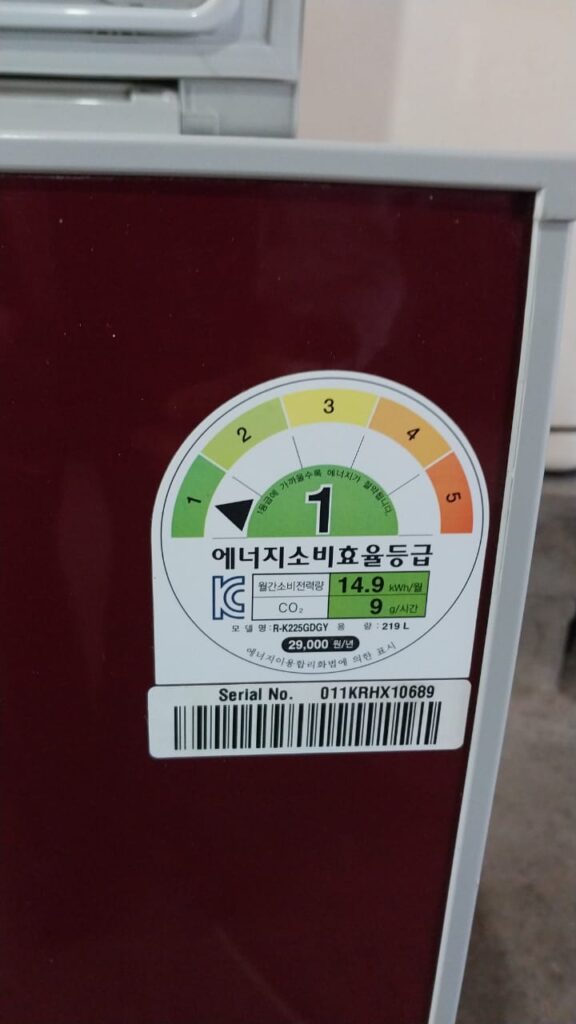 1
2
3
4
5
1등급에 가까울수록 에너지가 절약됩니다.
1
에너지소비효율등급
KC
월간소비전력량 14.9 kWh/월
CO₂ 9 g/시간
모 델 명 : R-K225GDGY 용 량 : 219 L
29,000 원/년
에너지이용합리화법에 의한 표시
Serial No. 011KRHX10689